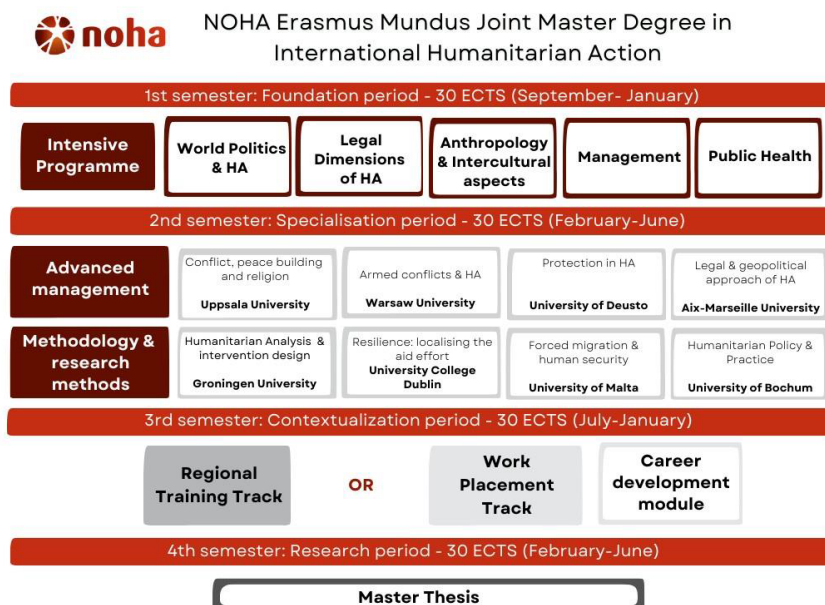 noha
NOHA Erasmus Mundus Joint Master Degree in
International Humanitarian Action
1st semester: Foundation period - 30 ECTS (September- January)
Intensive
Programme
World Politics
& HA
Legal
Dimensions
of HA
Anthropology
& Intercultural
aspects
Management
Public Health
2nd semester: Specialisation period - 30 ECTS (February-June)
Advanced
management
Conflict, peace building
and religion
Uppsala University
Armed conflicts & HA
Warsaw University
Protection in HA
University of Deusto
Legal & geopolitical
approach of HA
Aix-Marseille University
Methodology &
research
methods
Humanitarian Analysis &
intervention design
Groningen University
Resilience: localising the
aid effort
University College
Dublin
Forced migration &
human security
University of Malta
Humanitarian Policy &
Practice
University of Bochum
3rd semester: Contextualization period - 30 ECTS (July-January)
Regional
Training Track
OR
Work
Placement
Track
Career
development
module
4th semester: Research period - 30 ECTS (February-June)
Master Thesis